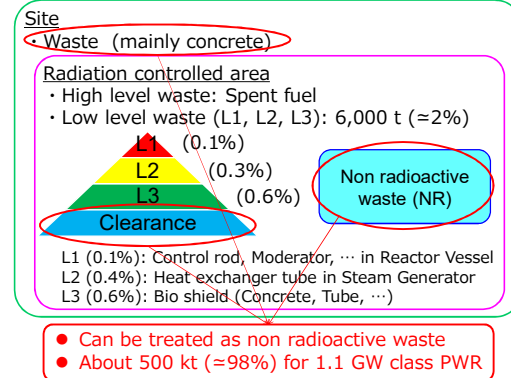 Site
・Waste (mainly concrete)
Radiation controlled area
・High level waste: Spent fuel
・Low level waste (L1, L2, L3): 6,000 t (≃2%)
L1 (0.1%)
L2 (0.3%)
L3 (0.6%)
Clearance
Non radioactive
waste (NR)
L1 (0.1%): Control rod, Moderator, ··· in Reactor Vessel
L2 (0.4%): Heat exchanger tube in Steam Generator
L3 (0.6%): Bio shield (Concrete, Tube, ···)
● Can be treated as non radioactive waste
● About 500 kt (≃98%) for 1.1 GW class PWR